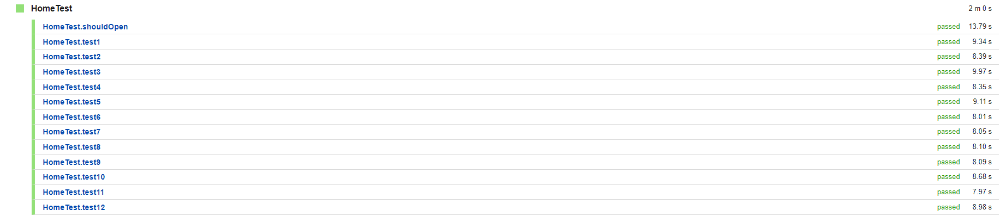 HomeTest 2 m 0 s
HomeTest.shouldOpen passed 13.79 s
HomeTest.test1 passed 9.34 s
HomeTest.test2 passed 8.39 s
HomeTest.test3 passed 9.97 s
HomeTest.test4 passed 8.35 s
HomeTest.test5 passed 9.11 s
HomeTest.test6 passed 8.01 s
HomeTest.test7 passed 8.05 s
HomeTest.test8 passed 8.10 s
HomeTest.test9 passed 8.09 s
HomeTest.test10 passed 8.68 s
HomeTest.test11 passed 7.97 s
HomeTest.test12 passed 8.98 s